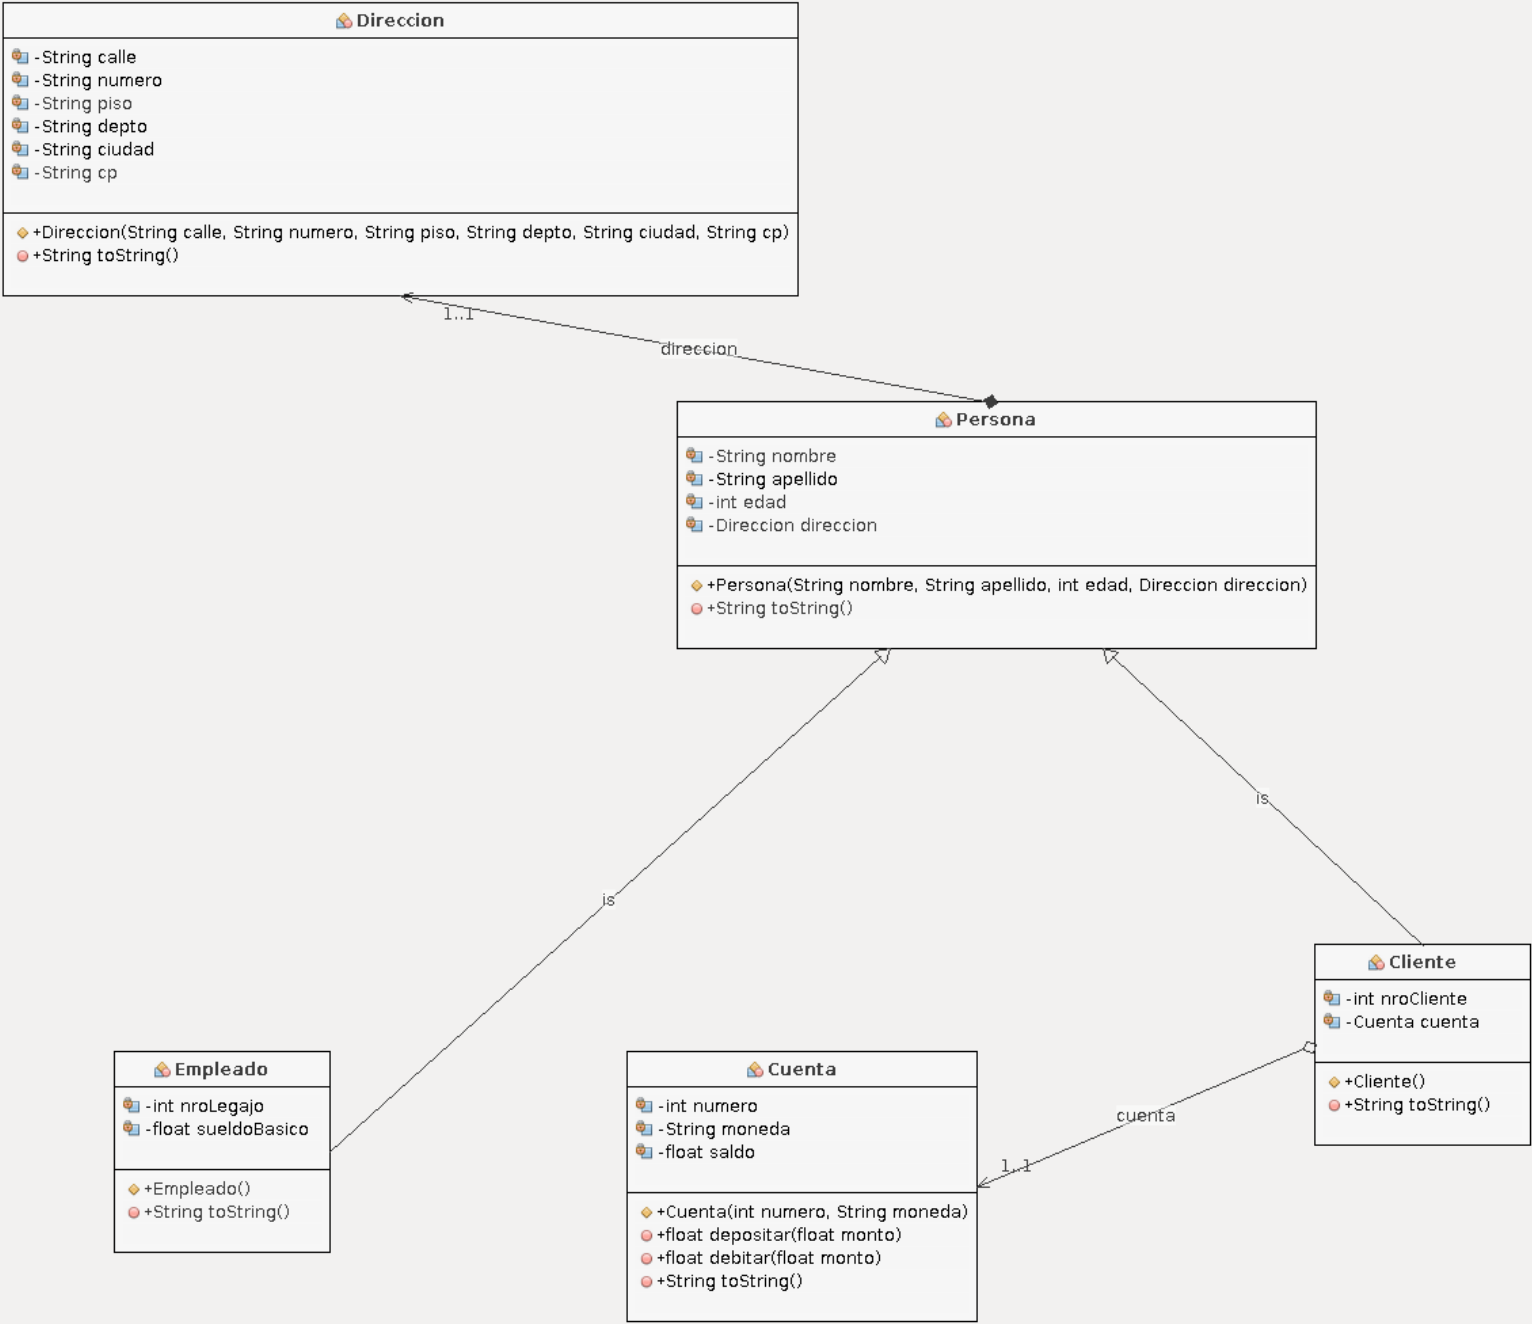 Direccion
-String calle
-String numero
-String piso
-String depto
-String ciudad
-String cp
+Direccion(String calle, String numero, String piso, String depto, String ciudad, String cp)
+String toString()
1..1
direccion
Persona
-String nombre
-String apellido
-int edad
-Direccion direccion
+Persona(String nombre, String apellido, int edad, Direccion direccion)
+String toString()
is
is
Cliente
-int nroCliente
-Cuenta cuenta
+Cliente()
+String toString()
Empleado
-int nroLegajo
-float sueldoBasico
+Empleado()
+String toString()
Cuenta
-int numero
-String moneda
-float saldo
+Cuenta(int numero, String moneda)
+float depositar(float monto)
+float debitar(float monto)
+String toString()
cuenta
1..1